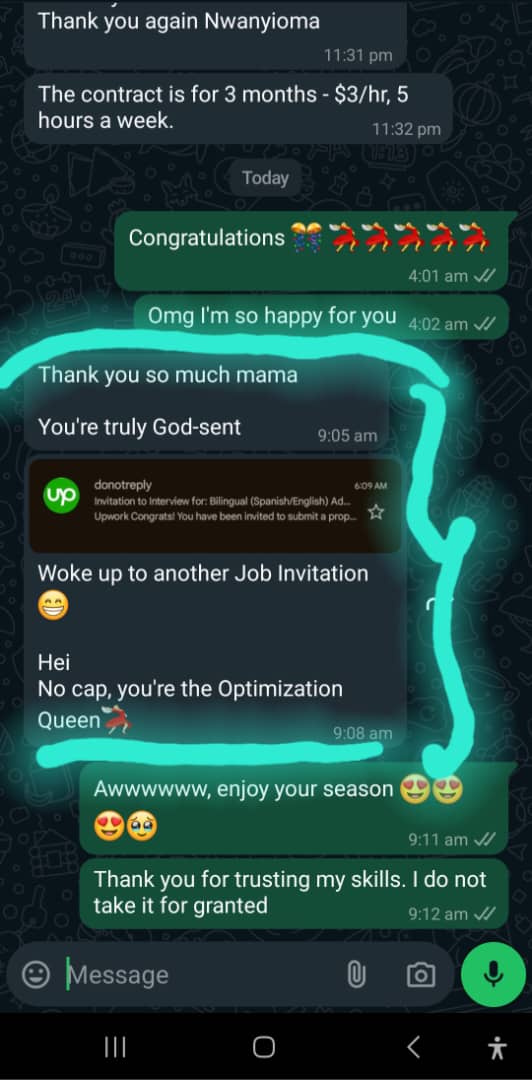 Thank you again Nwanyioma
11:31 pm
The contract is for 3 months - $3/hr, 5
hours a week.
11:32 pm
Today
Congratulations 🎊💃💃💃💃💃
4:01 am
Omg I'm so happy for you
4:02 am
Thank you so much mama
You're truly God-sent
9:05 am
up
donotreply
6:09 AM
Invitation to Interview for: Bilingual (Spanish/English) Ad...
Upwork Congrats! You have been invited to submit a prop...
Woke up to another Job Invitation
😁
Hei
No cap, you're the Optimization
Queen💃
9:08 am
Awwwwww, enjoy your season 😍😍
😍🥹
9:11 am
Thank you for trusting my skills. I do not
take it for granted
9:12 am
Message